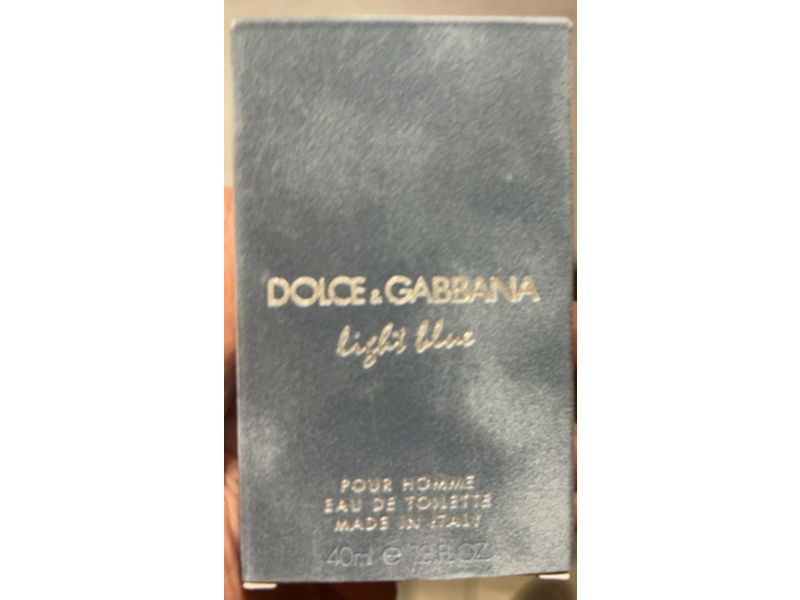 DOLCE & GABBANA
light blue
POUR HOMME
EAU DE TOILETTE
MADE IN ITALY
40ml e 1.3 FL.OZ.